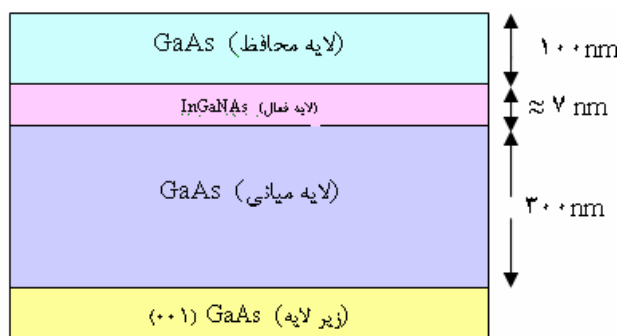 GaAs (لایه محافظ)
۱۰۰nm
InGaNAs (لایه فعال)
≈ ۷ nm
GaAs (لایه میانی)
۳۰۰nm
(۰۰۱) GaAs (زیر لایه)